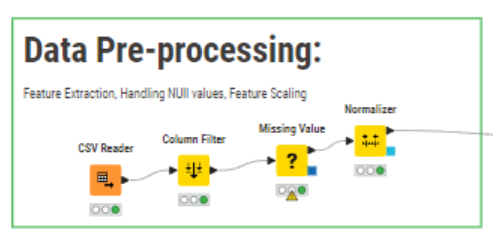 Data Pre-processing:
Feature Extraction, Handling NUll values, Feature Scaling
Normalizer
Missing Value
Column Filter
CSV Reader
?